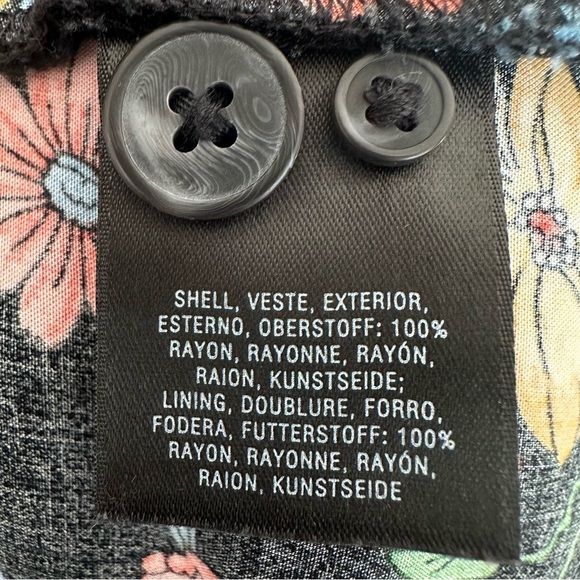 SHELL, VESTE, EXTERIOR,
ESTERNO, OBERSTOFF: 100%
RAYON, RAYONNE, RAYÓN,
RAION, KUNSTSEIDE;
LINING, DOUBLURE, FORRO,
FODERA, FUTTERSTOFF: 100%
RAYON, RAYONNE, RAYÓN,
RAION, KUNSTSEIDE